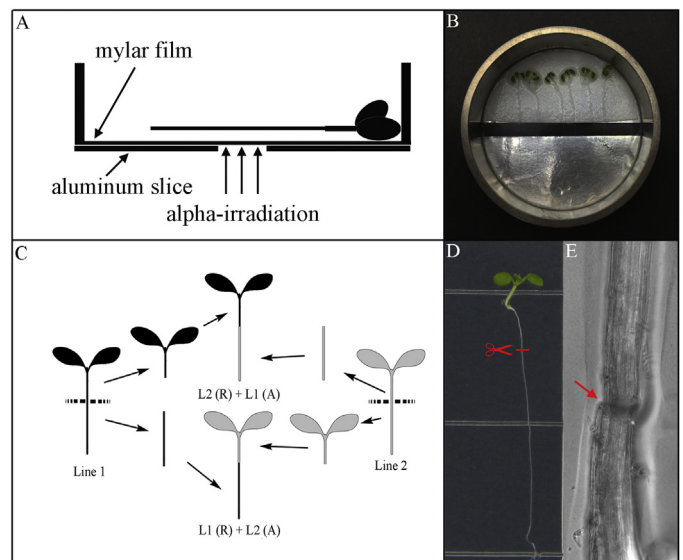 A
mylar film
aluminum slice
alpha-irradiation
B
C
L2 (R) + L1 (A)
Line 1
Line 2
L1 (R) + L2 (A)
D
E